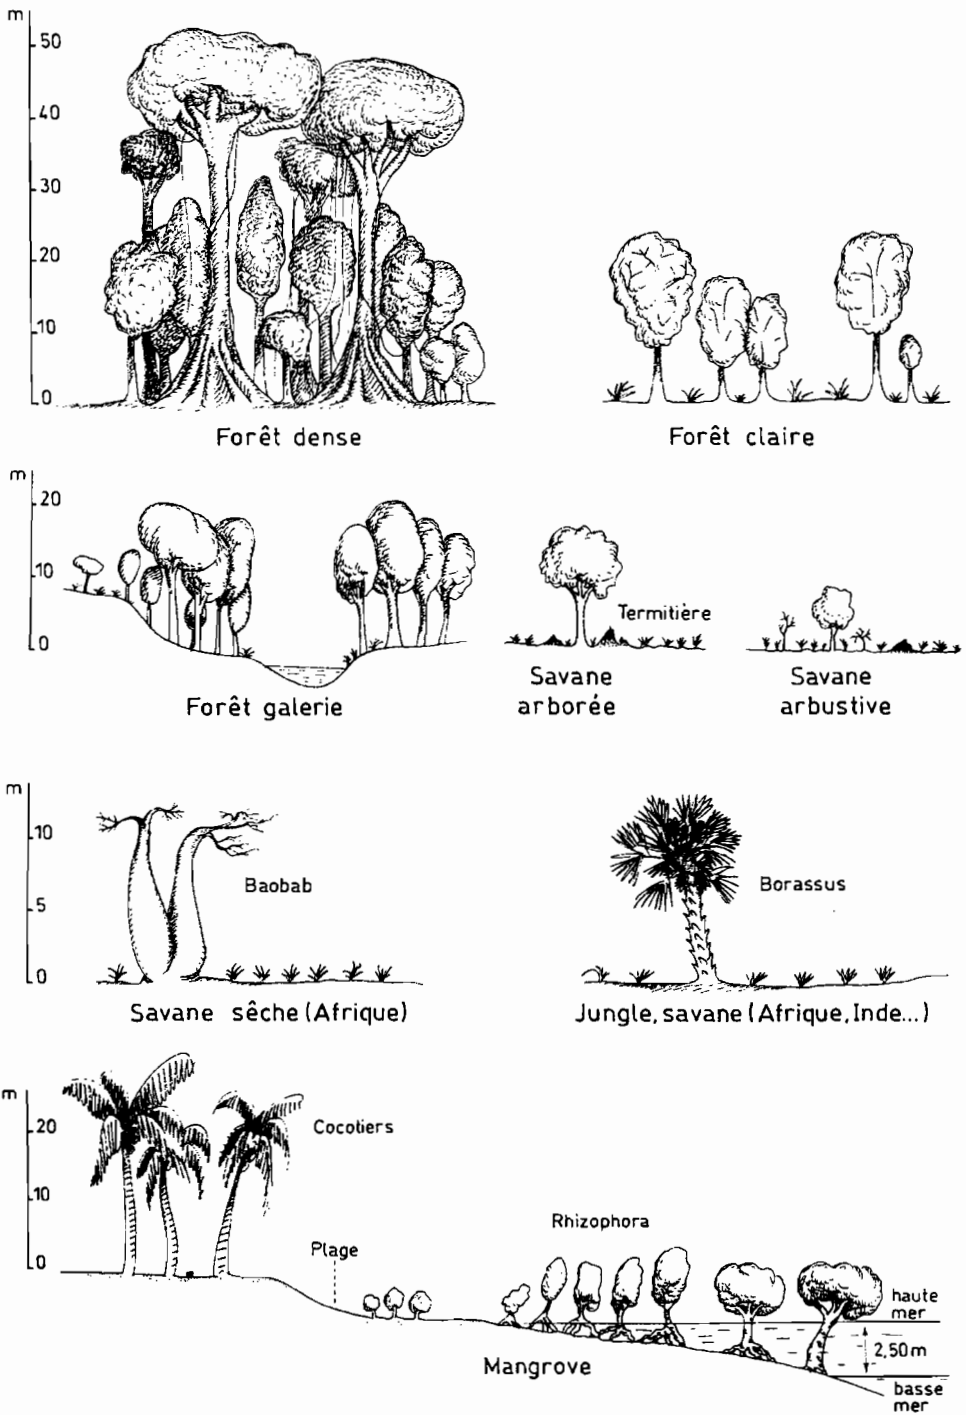 m
50
40
30
20
10
0
Forêt dense
Forêt claire
m
20
10
0
Termitière
Forêt galerie
Savane
arborée
Savane
arbustive
m
10
5
0
Baobab
Borassus
Savane sêche (Afrique)
Jungle, savane (Afrique, Inde...)
m
20
10
0
Cocotiers
Plage
Rhizophora
haute
mer
2,50m
Mangrove
basse
mer